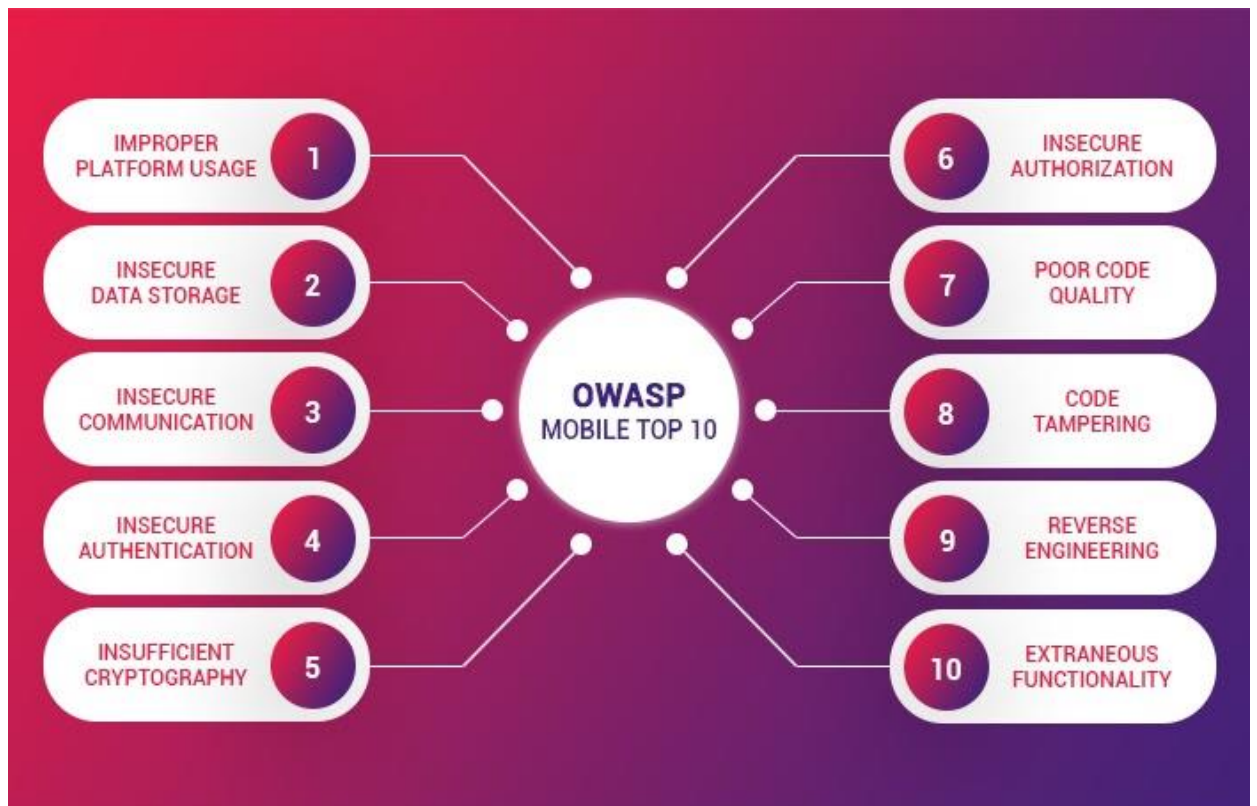 IMPROPER
PLATFORM USAGE
1
INSECURE
DATA STORAGE
2
INSECURE
COMMUNICATION
3
INSECURE
AUTHENTICATION
4
INSUFFICIENT
CRYPTOGRAPHY
5
OWASP
MOBILE TOP 10
6
INSECURE
AUTHORIZATION
7
POOR CODE
QUALITY
8
CODE
TAMPERING
9
REVERSE
ENGINEERING
10
EXTRANEOUS
FUNCTIONALITY